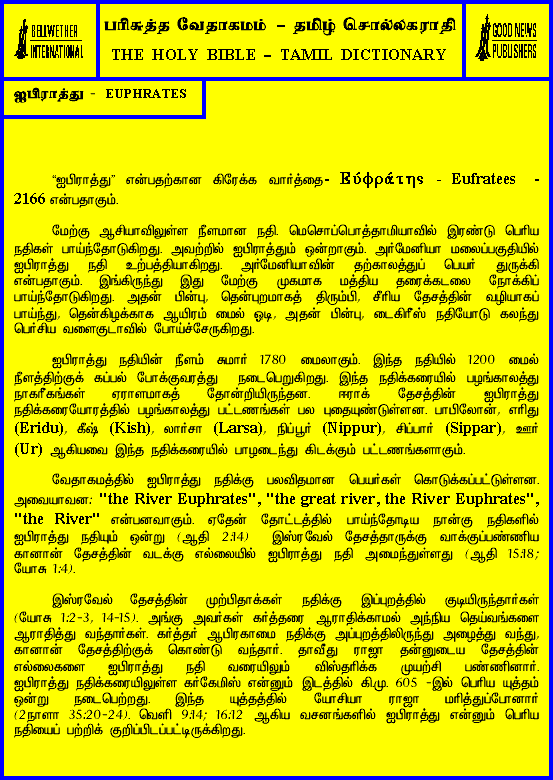 BELLWETHER
INTERNATIONAL
பரிசுத்த வேதாகமம் – தமிழ் சொல்லகராதி
THE HOLY BIBLE – TAMIL DICTIONARY
GOOD NEWS
PUBLISHERS
ஐபிராத்து - EUPHRATES
“ஐபிராத்து” என்பதற்கான கிரேக்க வார்த்தை- Εύφράτης - Eufratees -
2166 என்பதாகும்.
மேற்கு ஆசியாவிலுள்ள நீளமான நதி. மெசொப்பொத்தாமியாவில் இரண்டு பெரிய
நதிகள் பாய்ந்தோடுகிறது. அவற்றில் ஐபிராத்தும் ஒன்றாகும். அர்மேனியா மலைப்பகுதியில்
ஐபிராத்து நதி உற்பத்தியாகிறது. அர்மேனியாவின் தற்காலத்துப் பெயர் துருக்கி
என்பதாகும். இங்கிருந்து இது மேற்கு முகமாக மத்திய தரைக்கடலை நோக்கிப்
பாய்ந்தோடுகிறது. அதன் பின்பு, தென்புறமாகத் திரும்பி, சீரிய தேசத்தின் வழியாகப்
பாய்ந்து, தென்கிழக்காக ஆயிரம் மைல் ஓடி, அதன் பின்பு, டைகிரீஸ் நதியோடு கலந்து
பெர்சிய வளைகுடாவில் போய்ச்சேருகிறது.
ஐபிராத்து நதியின் நீளம் சுமார் 1780 மைலாகும். இந்த நதியில் 1200 மைல்
நீளத்திற்குக் கப்பல் போக்குவரத்து நடைபெறுகிறது. இந்த நதிக்கரையில் பழங்காலத்து
நாகரீகங்கள் ஏராளமாகத் தோன்றியிருந்தன. ஈராக் தேசத்தின் ஐபிராத்து
நதிக்கரையோரத்தில் பழங்காலத்து பட்டணங்கள் பல புதையுண்டுள்ளன. பாபிலோன், எரிது
(Eridu), கீஷ் (Kish), லார்சா (Larsa), நிப்பூர் (Nippur), சிப்பார் (Sippar), ஊர்
(Ur) ஆகியவை இந்த நதிக்கரையில் பாழடைந்து கிடக்கும் பட்டணங்களாகும்.
வேதாகமத்தில் ஐபிராத்து நதிக்கு பலவிதமான பெயர்கள் கொடுக்கப்பட்டுள்ளன.
அவையாவன: "the River Euphrates", "the great river, the River Euphrates",
"the River" என்பனவாகும். ஏதேன் தோட்டத்தில் பாய்ந்தோடிய நான்கு நதிகளில்
ஐபிராத்து நதியும் ஒன்று (ஆதி 2:14) இஸ்ரவேல் தேசத்தாருக்கு வாக்குப்பண்ணிய
கானான் தேசத்தின் வடக்கு எல்லையில் ஐபிராத்து நதி அமைந்துள்ளது (ஆதி 15:18;
யோசு 1:4).
இஸ்ரவேல் தேசத்தின் முற்பிதாக்கள் நதிக்கு இப்புறத்தில் குடியிருந்தார்கள்
(யோசு 1:2-3, 14-15). அங்கு அவர்கள் கர்த்தரை ஆராதிக்காமல் அந்நிய தெய்வங்களை
ஆராதித்து வந்தார்கள். கர்த்தர் ஆபிரகாமை நதிக்கு அப்புறத்திலிருந்து அழைத்து வந்து,
கானான் தேசத்திற்குக் கொண்டு வந்தார். தாவீது ராஜா தன்னுடைய தேசத்தின்
எல்லைகளை ஐபிராத்து நதி வரையிலும் விஸ்தரிக்க முயற்சி பண்ணினார்.
ஐபிராத்து நதிக்கரையிலுள்ள கர்கேமிஸ் என்னும் இடத்தில் கி.மு. 605 -இல் பெரிய யுத்தம்
ஒன்று நடைபெற்றது. இந்த யுத்தத்தில் யோசியா ராஜா மரித்துப்போனார்
(2நாளா 35:20-24). வெளி 9:14; 16:12 ஆகிய வசனங்களில் ஐபிராத்து என்னும் பெரிய
நதியைப் பற்றிக் குறிப்பிடப்பட்டிருக்கிறது.